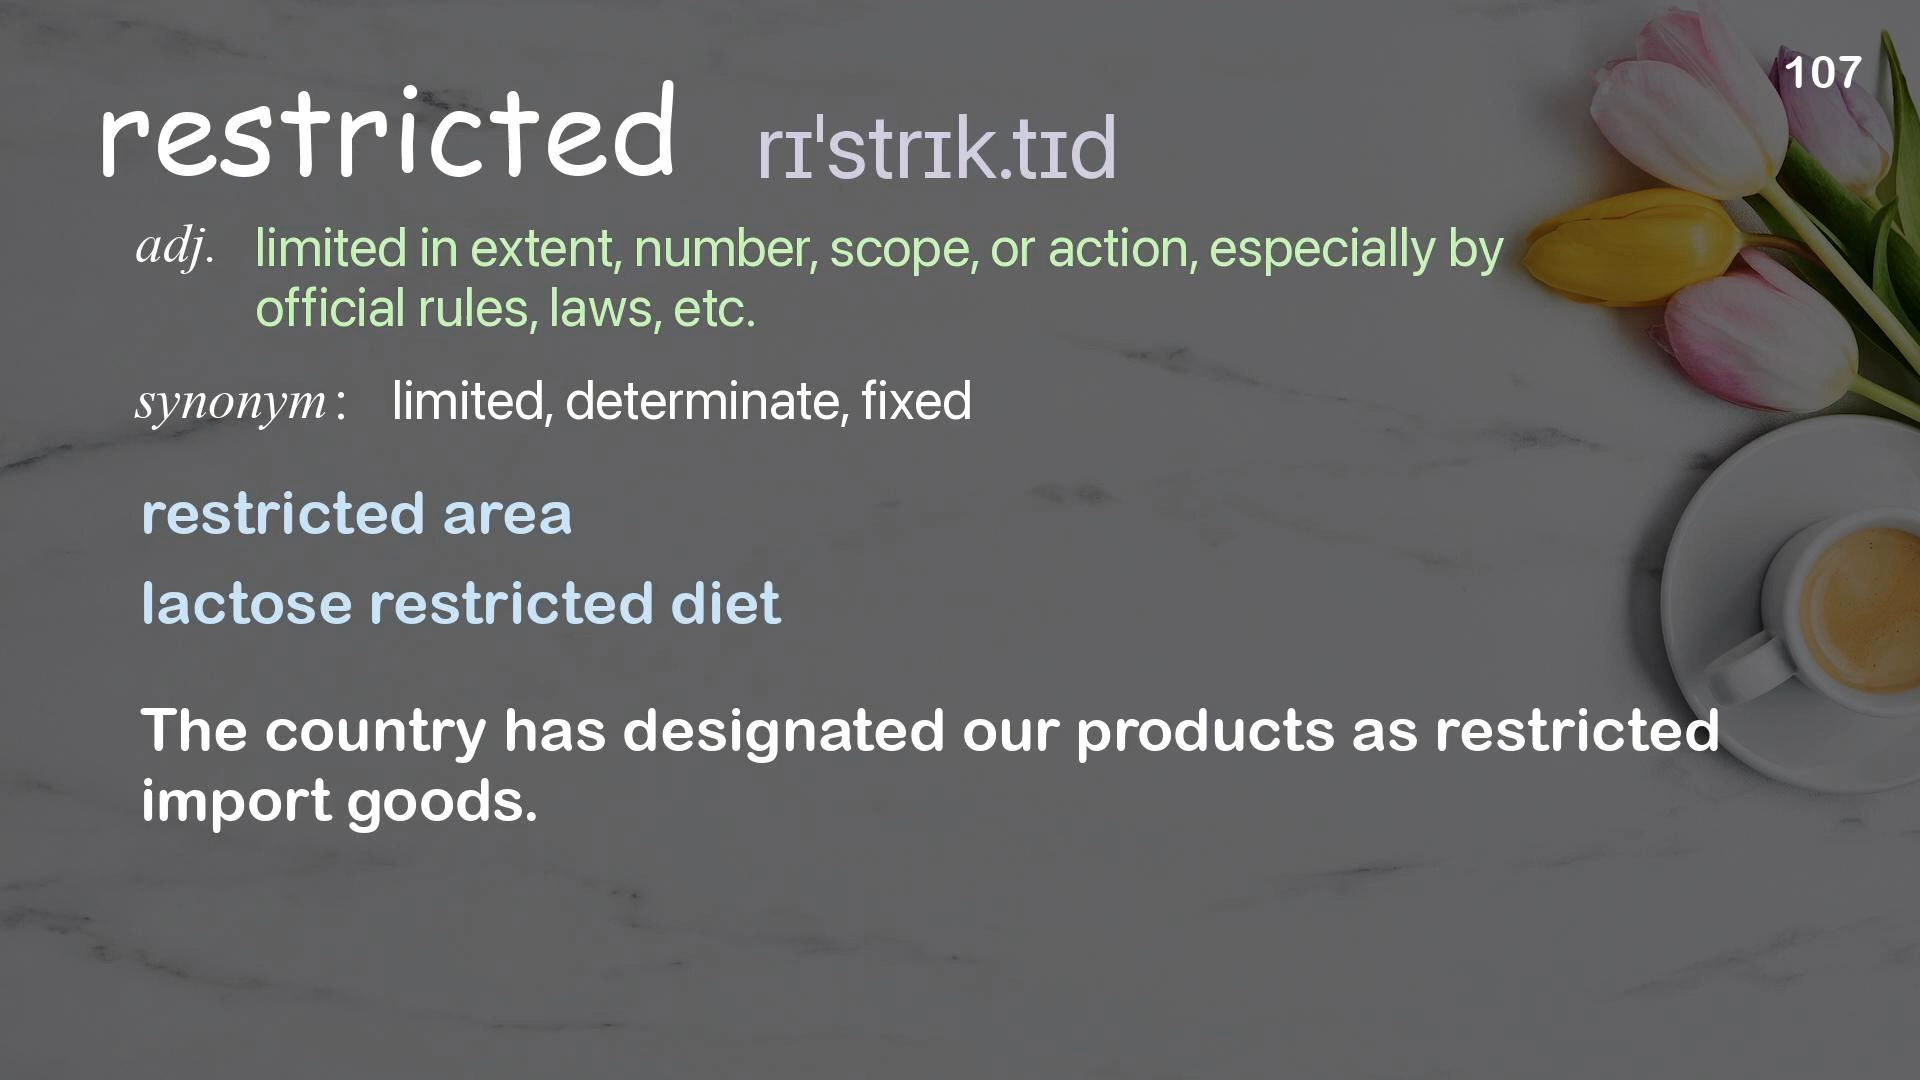 107
restricted rɪˈstrɪk.tɪd
adj. limited in extent, number, scope, or action, especially by
official rules, laws, etc.
synonym: limited, determinate, fixed
restricted area
lactose restricted diet
The country has designated our products as restricted
import goods.